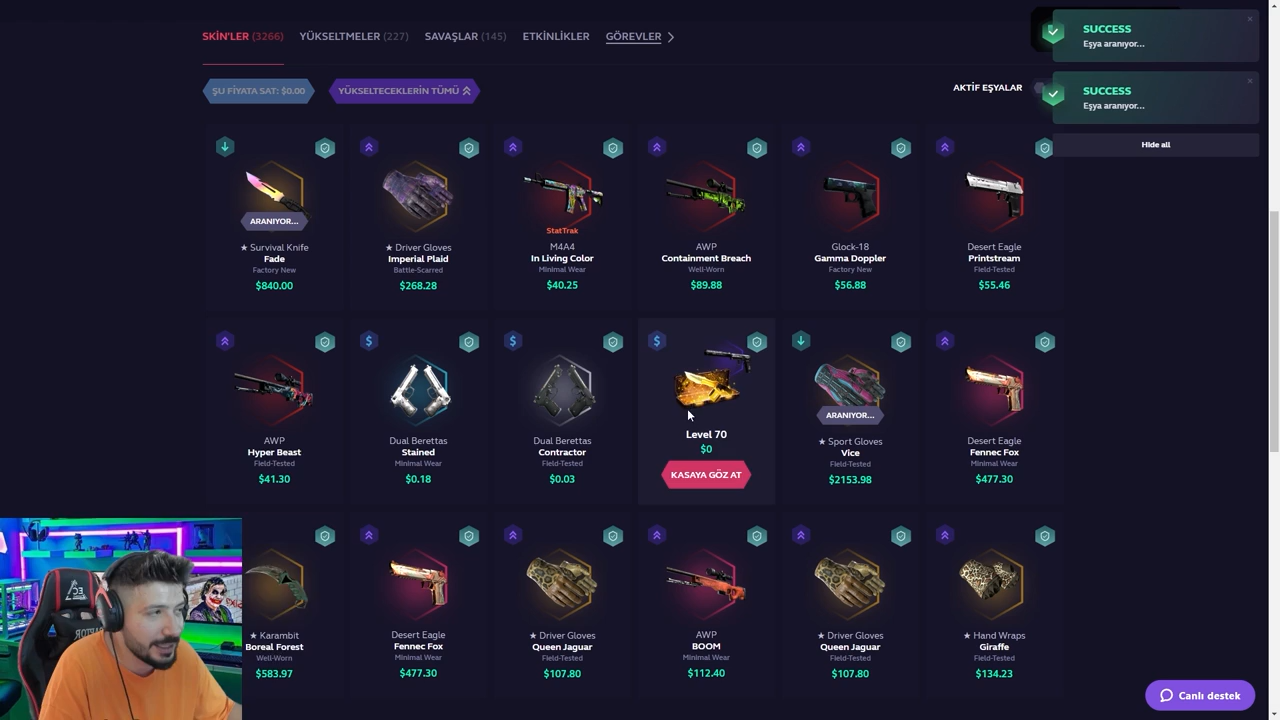 SKİN'LER (3266)
YÜKSELTMELER (227)
SAVAŞLAR (145)
ETKİNLİKLER
GÖREVLER
SUCCESS
Eşya aranıyor...
SUCCESS
Eşya aranıyor...
Hide all
ŞU FİYATA SAT: $0.00
YÜKSELTECEKLERİN TÜMÜ
AKTİF EŞYALAR
ARANIYOR...
★ Survival Knife
Fade
Factory New
$840.00
★ Driver Gloves
Imperial Plaid
Battle-Scarred
$268.28
StatTrak
M4A4
In Living Color
Minimal Wear
$40.25
AWP
Containment Breach
Well-Worn
$89.88
Glock-18
Gamma Doppler
Factory New
$56.88
Desert Eagle
Printstream
Field-Tested
$55.46
AWP
Hyper Beast
Field-Tested
$41.30
$
Dual Berettas
Stained
Minimal Wear
$0.18
$
Dual Berettas
Contractor
Field-Tested
$0.03
$
Level 70
$0
KASAYA GÖZ AT
ARANIYOR...
★ Sport Gloves
Vice
Field-Tested
$2153.98
Desert Eagle
Fennec Fox
Minimal Wear
$477.30
★ Karambit
Boreal Forest
Well-Worn
$583.97
Desert Eagle
Fennec Fox
Minimal Wear
$477.30
★ Driver Gloves
Queen Jaguar
Field-Tested
$107.80
AWP
BOOM
Minimal Wear
$112.40
★ Driver Gloves
Queen Jaguar
Field-Tested
$107.80
★ Hand Wraps
Giraffe
Field-Tested
$134.23
Canlı destek